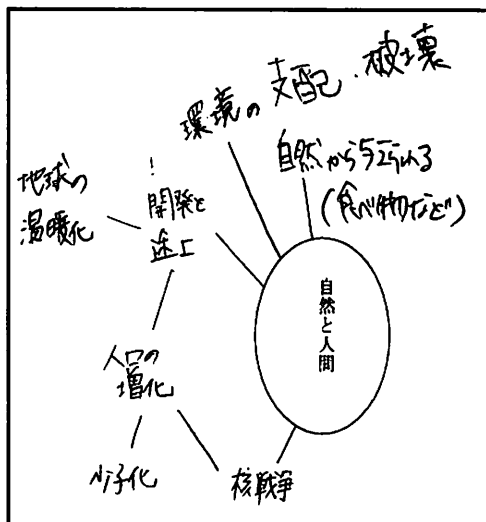 環境の支配・破壊
自然から与えられる
(食べ物など)
地球の
温暖化
開発と
途上
自然と人間
人口の
増化
少子化
核戦争